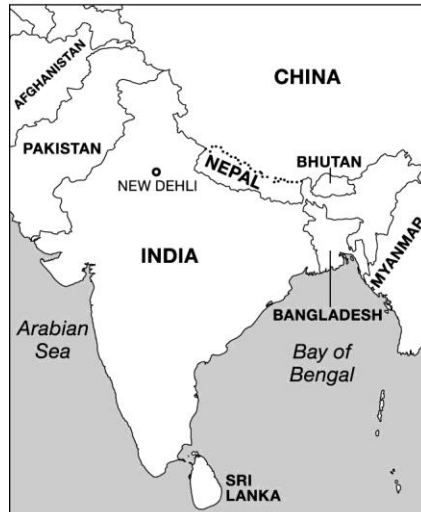 AFGHANISTAN
CHINA
PAKISTAN
NEPAL
BHUTAN
NEW DEHLI
INDIA
MYANMAR
BANGLADESH
Arabian
Sea
Bay of
Bengal
SRI
LANKA